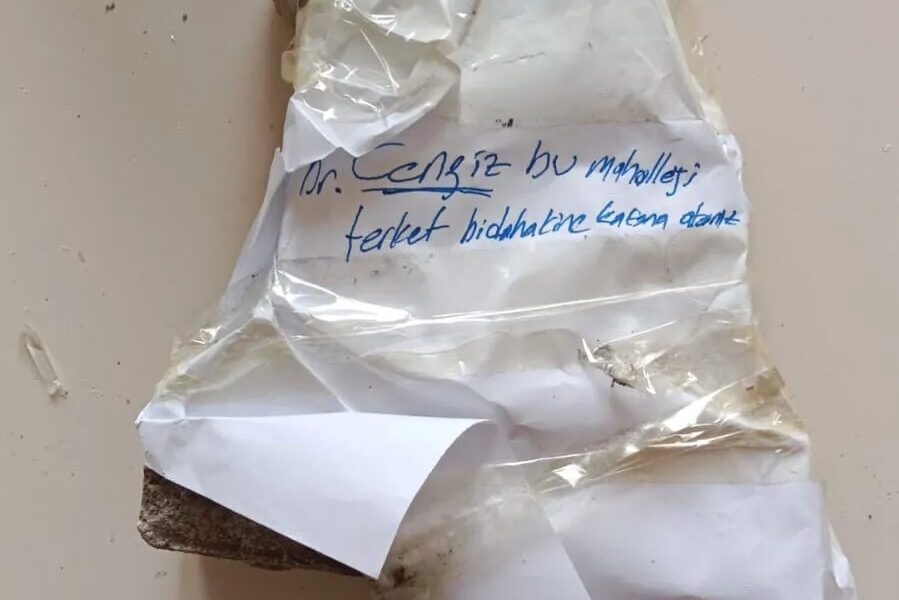 Dr. Cengiz bu mahalleyi
terket bidahakine kafana atarız